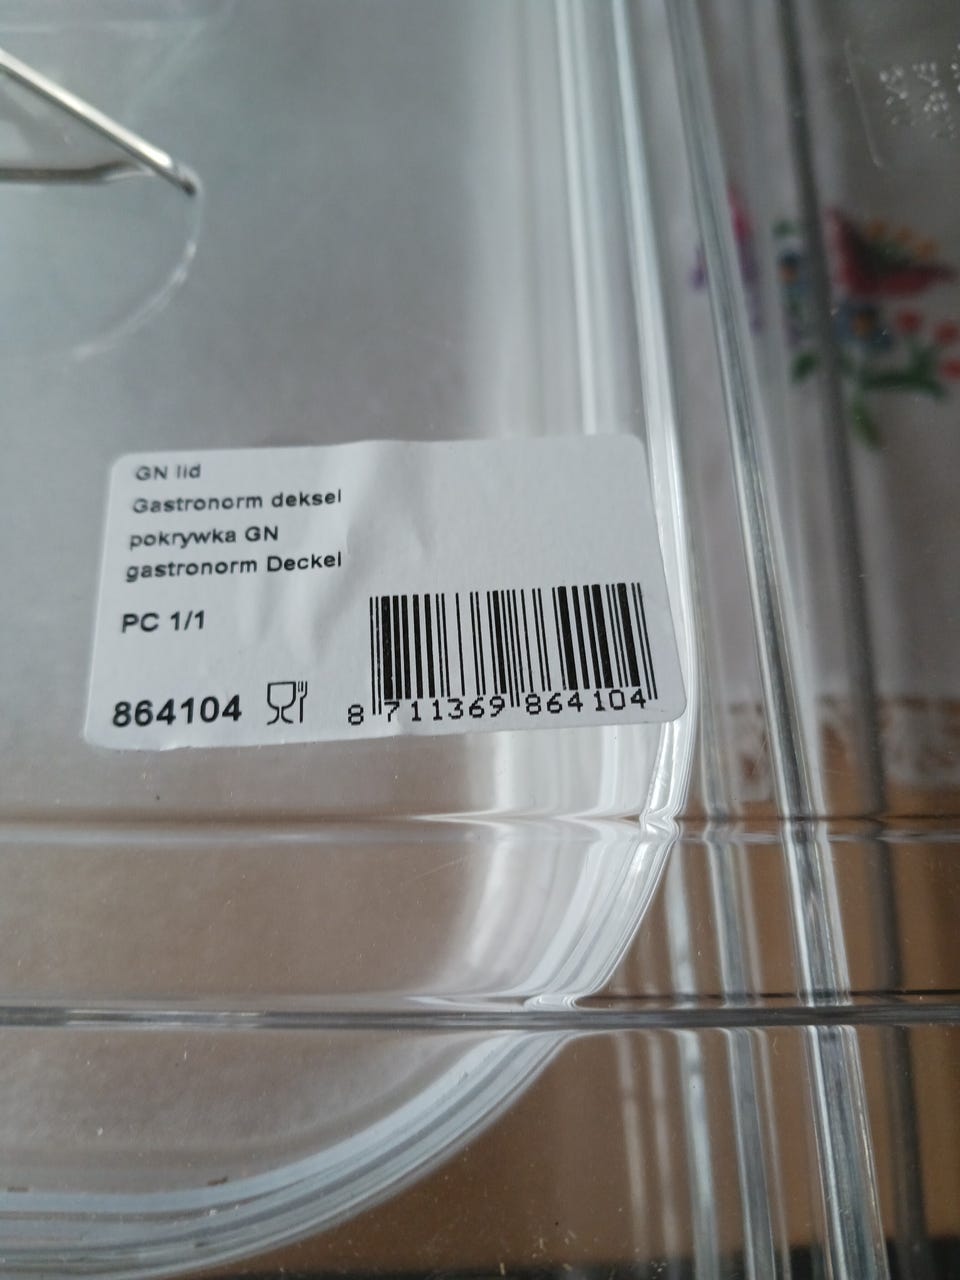 GN lid
Gastronorm deksel
pokrywka GN
gastronorm Deckel
PC 1/1
864104
8 711369 864104